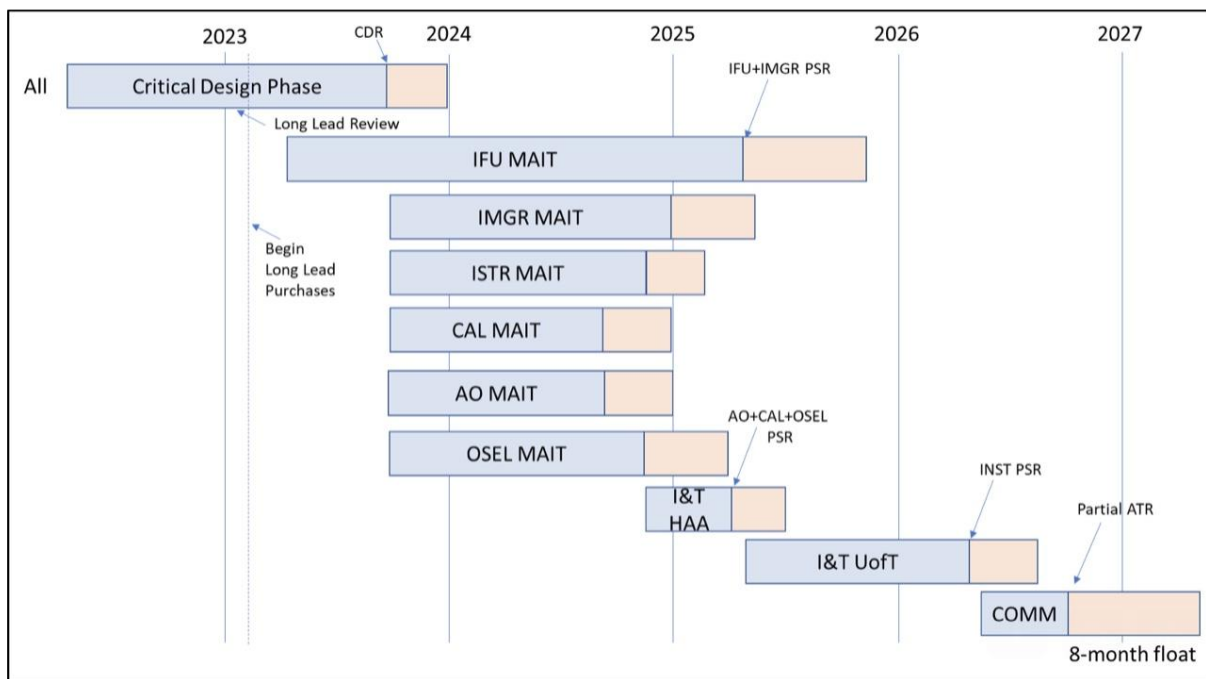 2023
CDR
2024
2025
2026
2027
IFU+IMGR PSR
All
Critical Design Phase
Long Lead Review
IFU MAIT
IMGR MAIT
Begin
Long Lead
Purchases
ISTR MAIT
CAL MAIT
AO MAIT
AO+CAL+OSEL
PSR
OSEL MAIT
INST PSR
I&T
HAA
Partial ATR
I&T UofT
COMM
8-month float